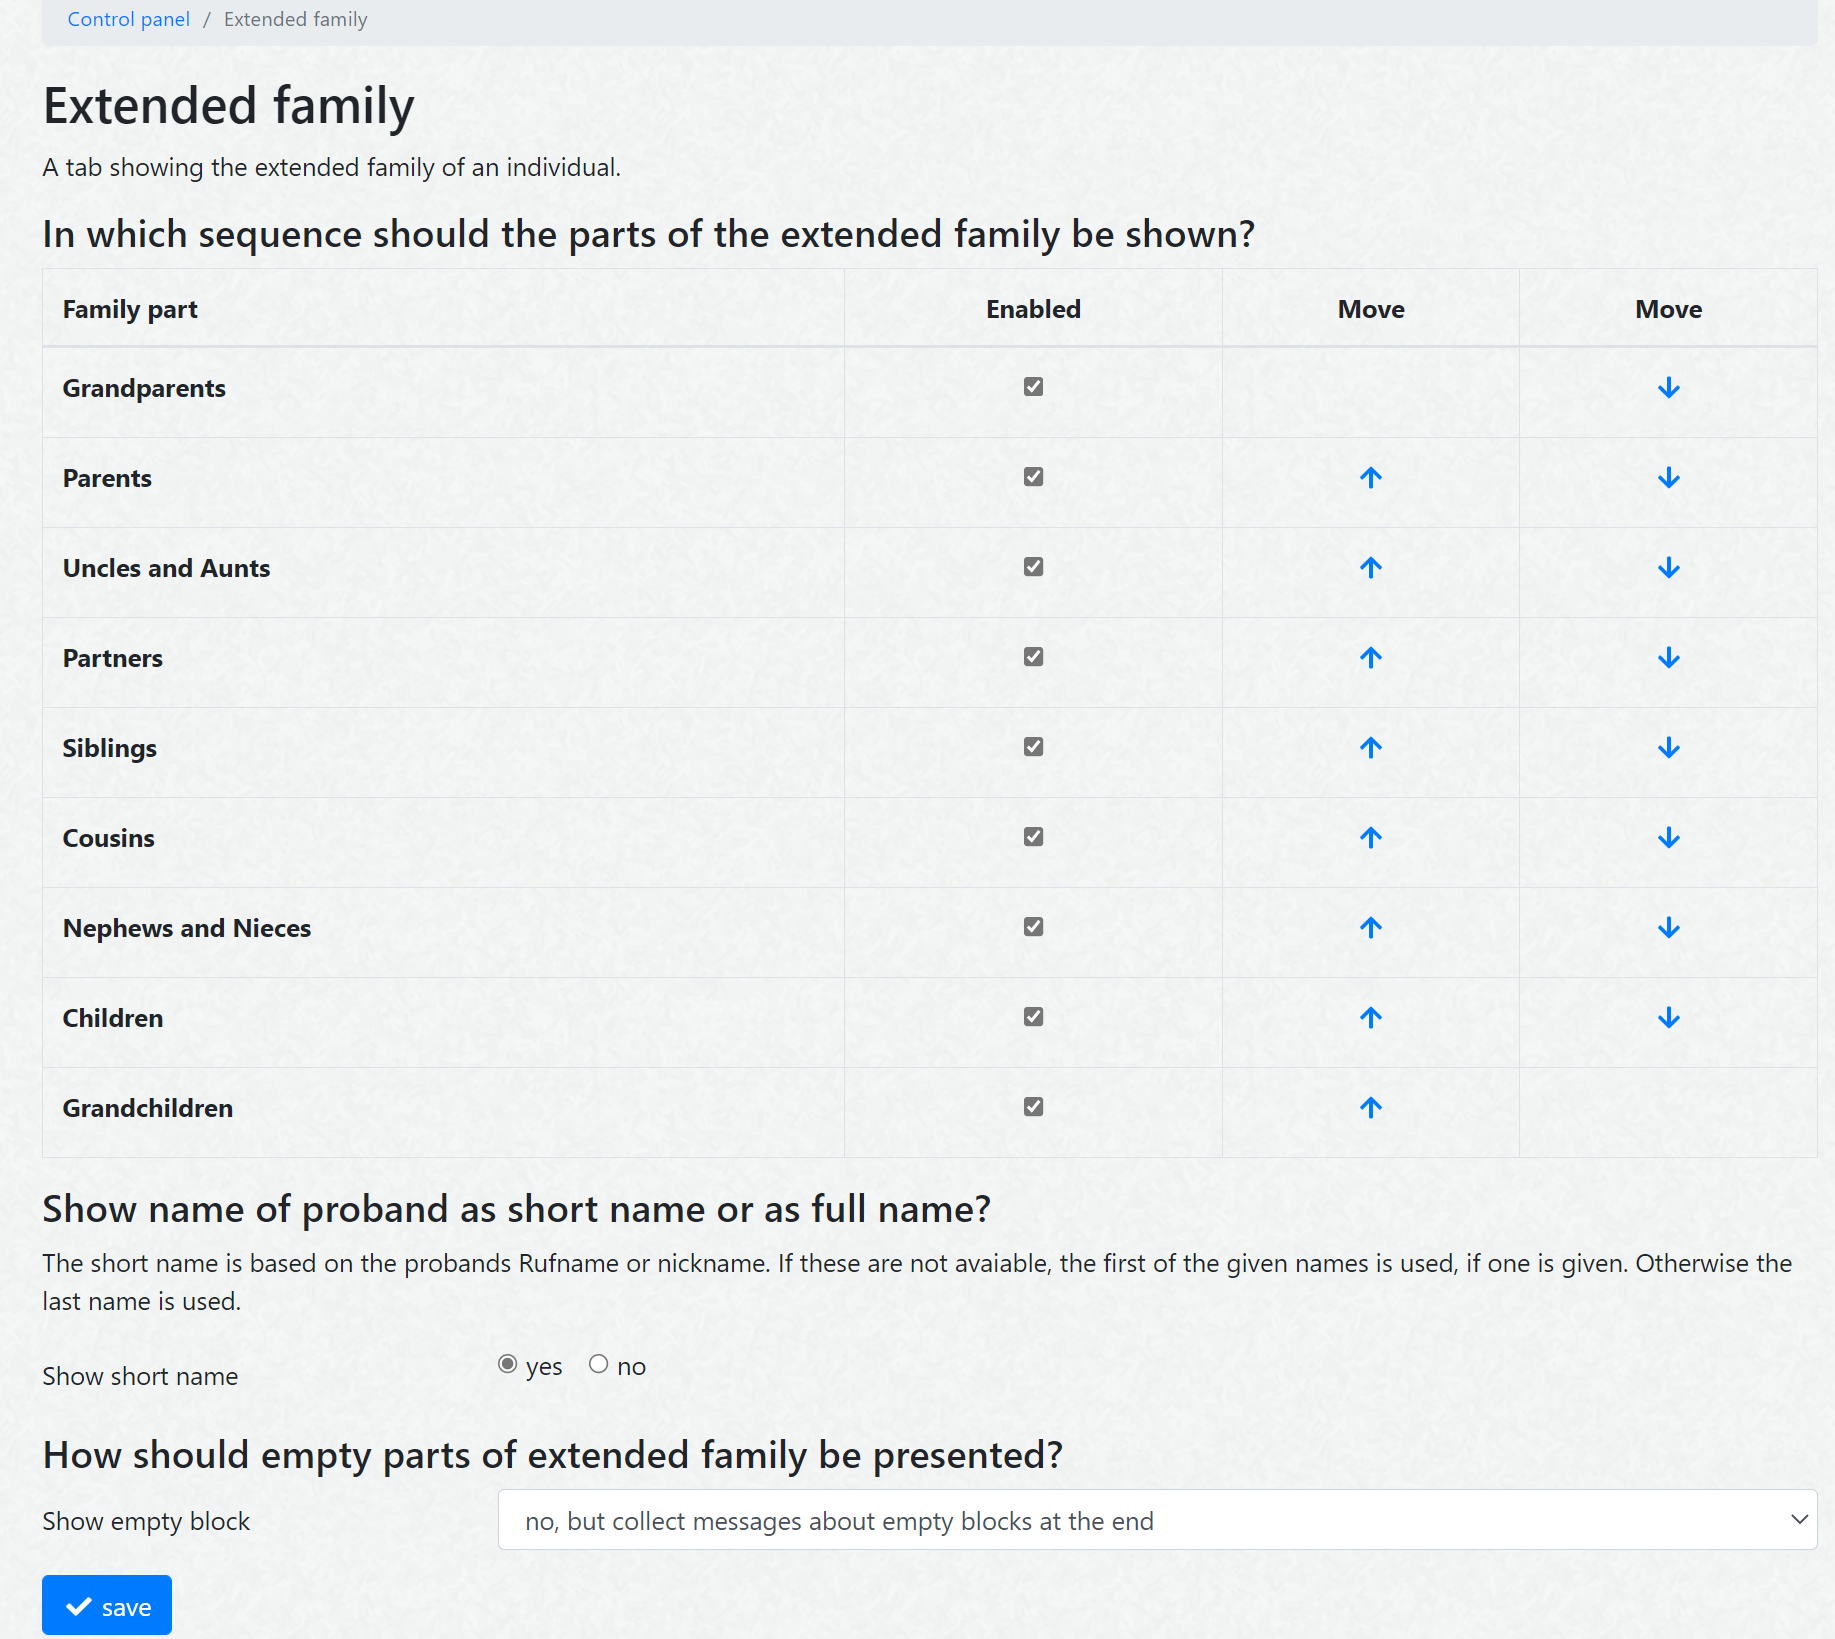 Control panel / Extended family
Extended family
A tab showing the extended family of an individual.
In which sequence should the parts of the extended family be shown?
Family part Enabled Move Move
Grandparents
Parents
Uncles and Aunts
Partners
Siblings
Cousins
Nephews and Nieces
Children
Grandchildren
Show name of proband as short name or as full name?
The short name is based on the probands Rufname or nickname. If these are not avaiable, the first of the given names is used, if one is given. Otherwise the
last name is used.
Show short name yes no
How should empty parts of extended family be presented?
Show empty block no, but collect messages about empty blocks at the end
save